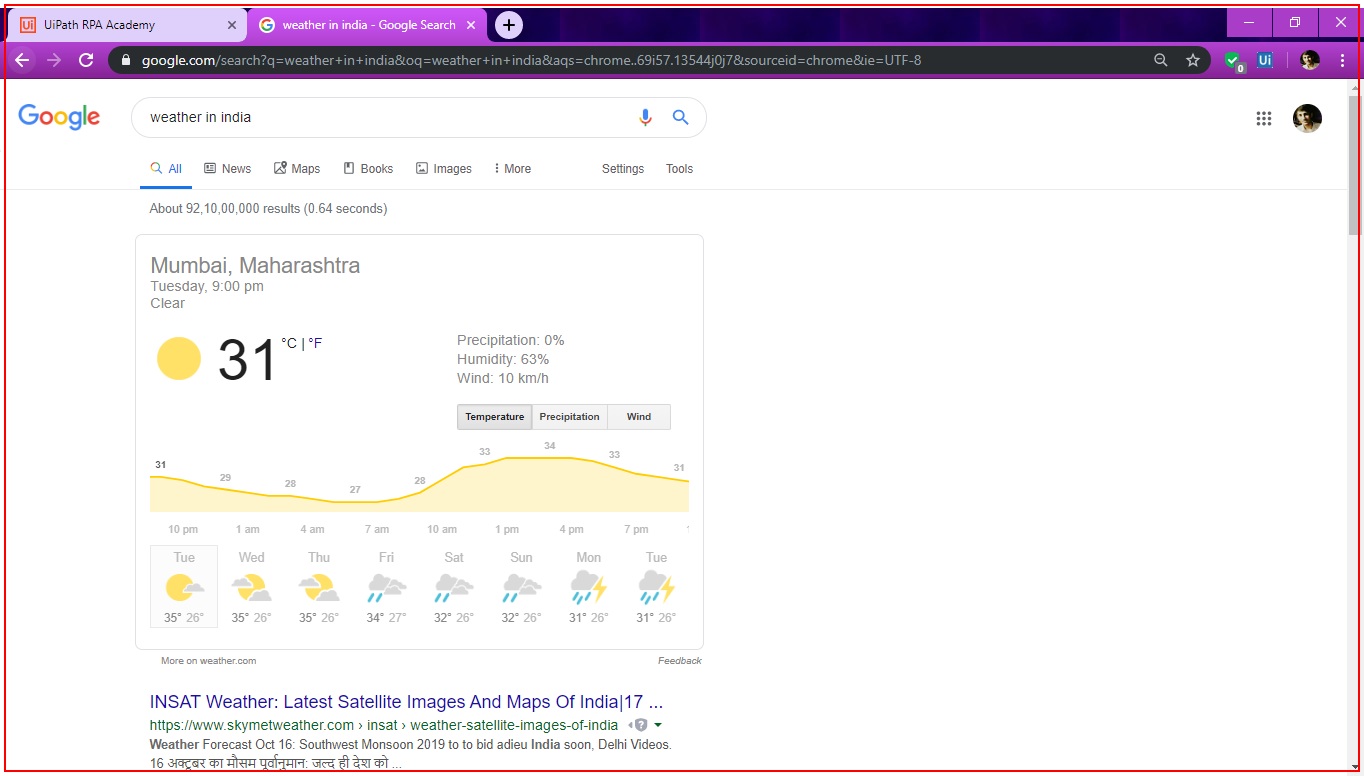 UiPath RPA Academy
weather in india - Google Search
google.com/search?q=weather+in+india&oq=weather+in+india&aqs=chrome..69i57.13544j0j7&sourceid=chrome&ie=UTF-8
0
Ui
Google
weather in india
All News Maps Books Images More Settings Tools
About 92,10,00,000 results (0.64 seconds)
Mumbai, Maharashtra
Tuesday, 9:00 pm
Clear
31 °C | °F
Precipitation: 0%
Humidity: 63%
Wind: 10 km/h
Temperature Precipitation Wind
31 29 28 27 28 33 34 33 31
10 pm 1 am 4 am 7 am 10 am 1 pm 4 pm 7 pm
Tue Wed Thu Fri Sat Sun Mon Tue
35° 26° 35° 26° 35° 26° 34° 27° 32° 26° 32° 26° 31° 26° 31° 26°
More on weather.com Feedback
INSAT Weather: Latest Satellite Images And Maps Of India|17 ...
https://www.skymetweather.com › insat › weather-satellite-images-of-india
Weather Forecast Oct 16: Southwest Monsoon 2019 to to bid adieu India soon, Delhi Videos.
16 अक्टूबर का मौसम पूर्वानुमान: जल्द ही देश को ...